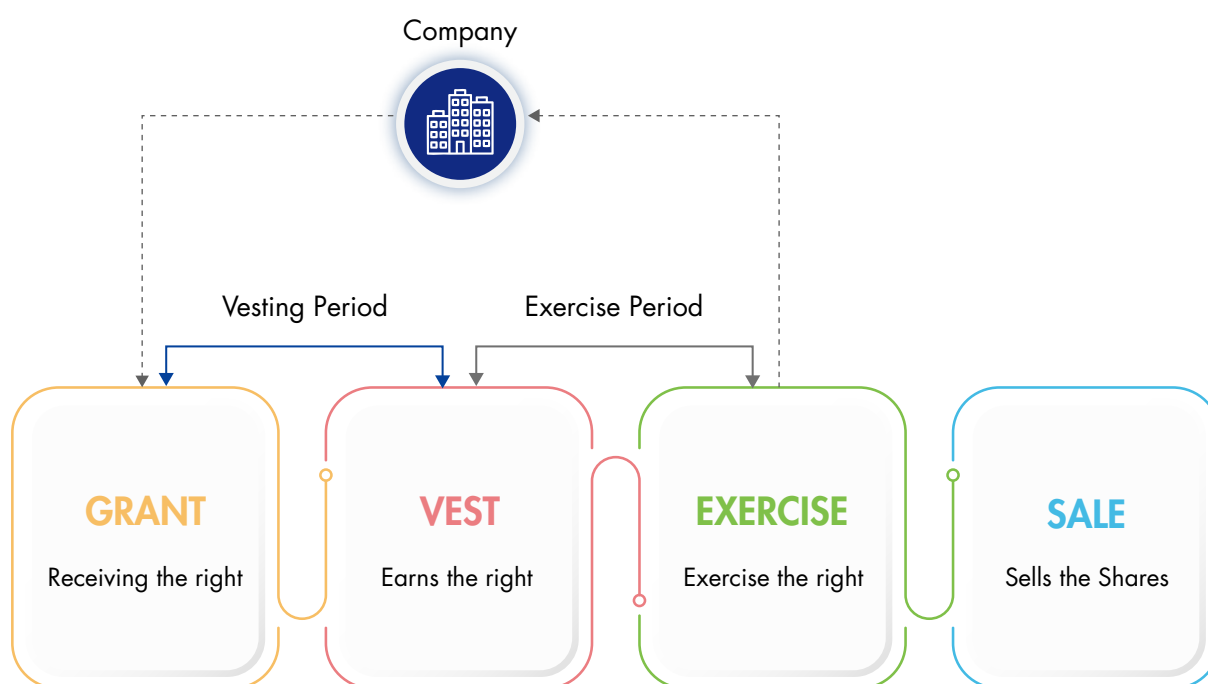 Company
Vesting Period
Exercise Period
GRANT
Receiving the right
VEST
Earns the right
EXERCISE
Exercise the right
SALE
Sells the Shares